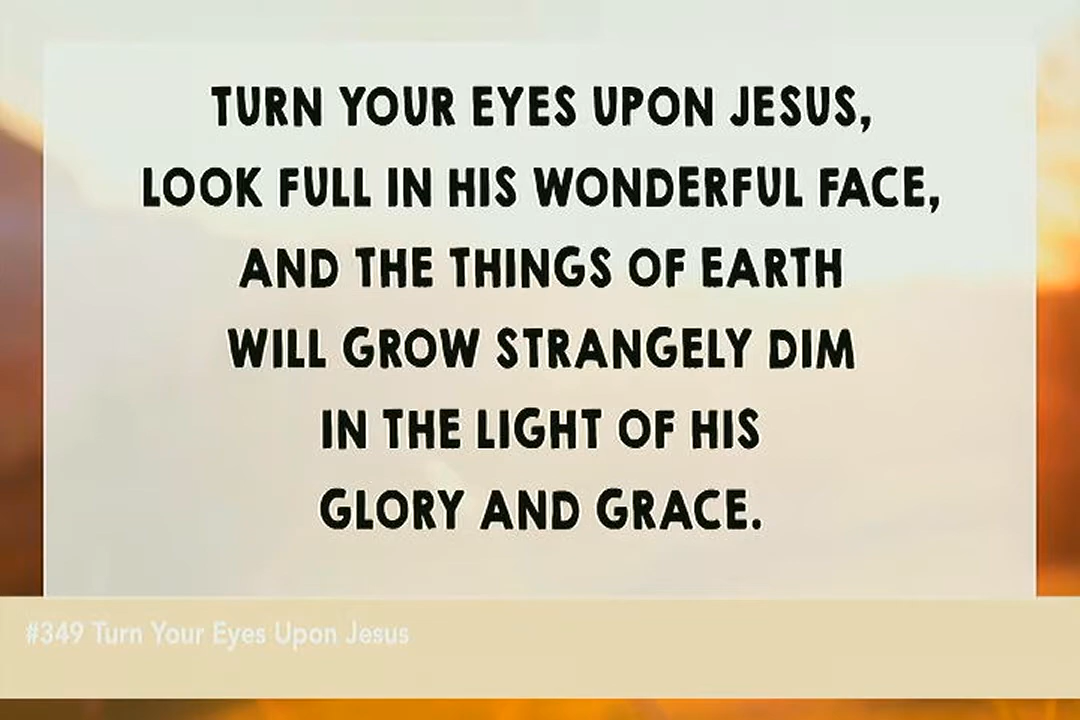 TURN YOUR EYES UPON JESUS,
LOOK FULL IN HIS WONDERFUL FACE,
AND THE THINGS OF EARTH
WILL GROW STRANGELY DIM
IN THE LIGHT OF HIS
GLORY AND GRACE.
#349 Turn Your Eyes Upon Jesus